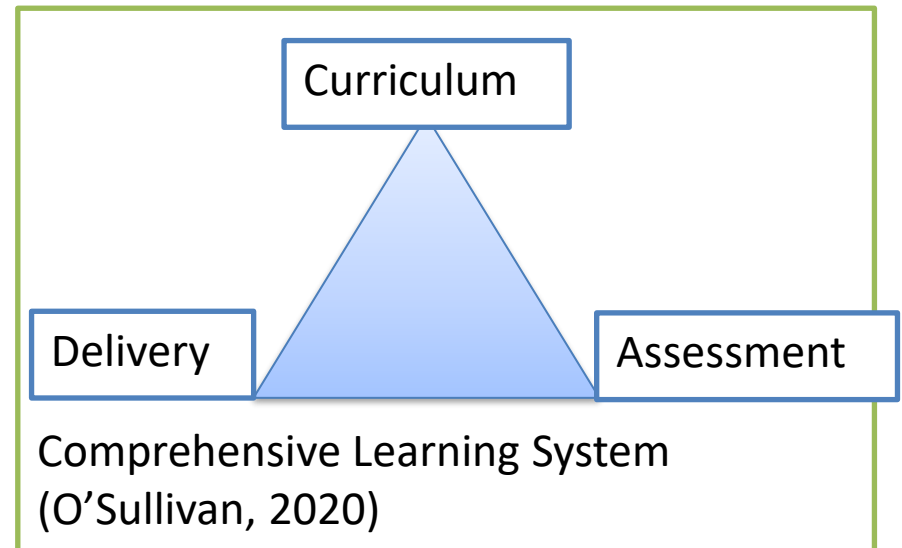 Curriculum
Delivery
Assessment
Comprehensive Learning System
(O’Sullivan, 2020)